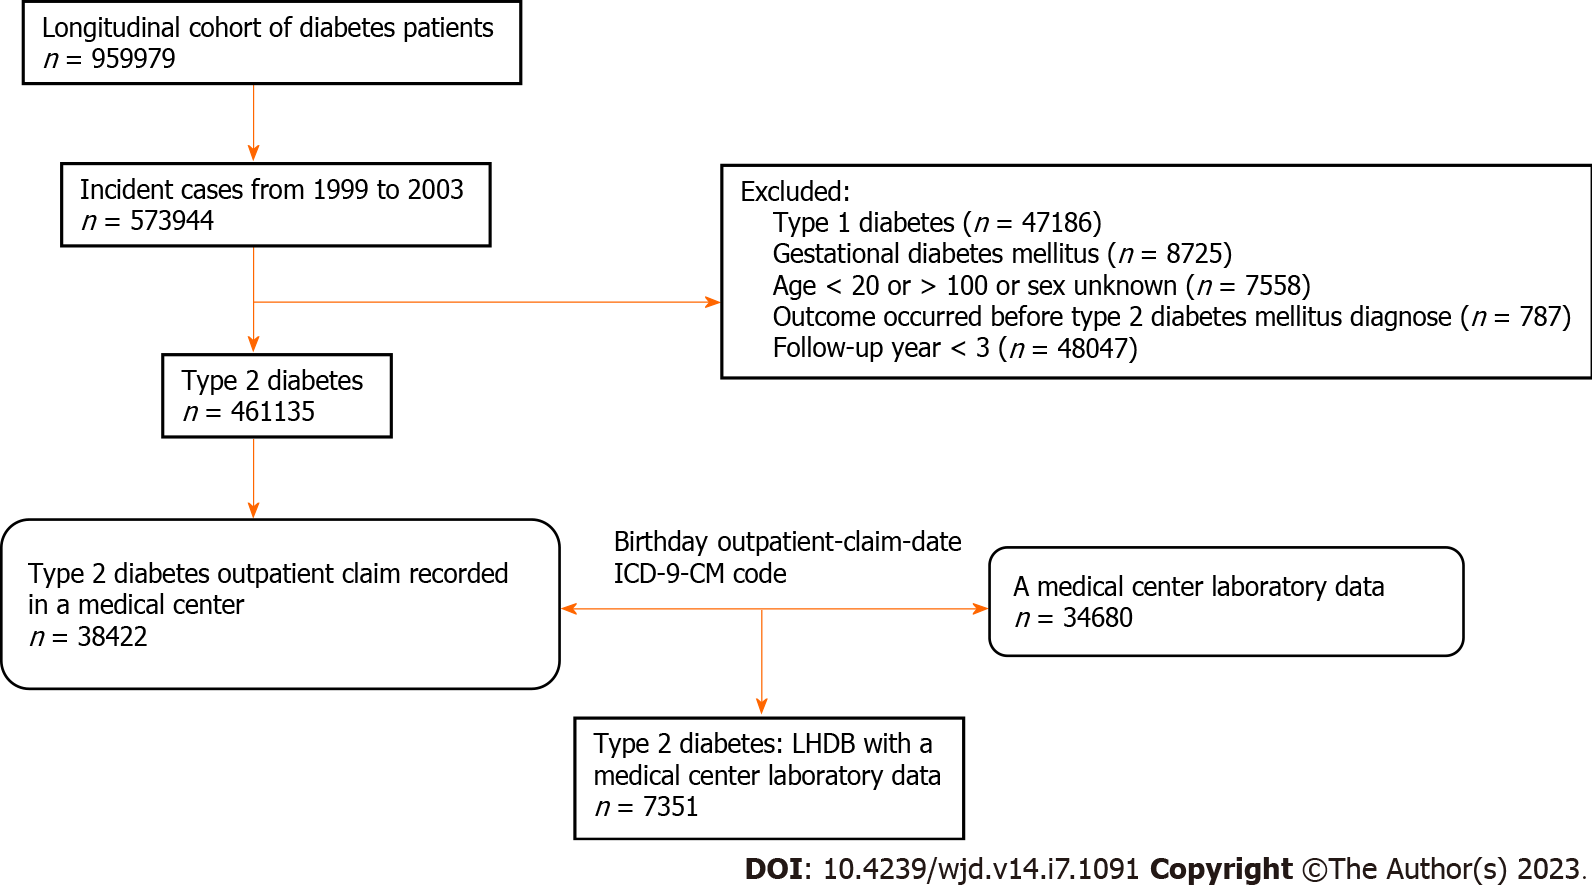 Longitudinal cohort of diabetes patients
n = 959979
Incident cases from 1999 to 2003
n = 573944
Excluded:
Type 1 diabetes (n = 47186)
Gestational diabetes mellitus (n = 8725)
Age < 20 or > 100 or sex unknown (n = 7558)
Outcome occurred before type 2 diabetes mellitus diagnose (n = 787)
Follow-up year < 3 (n = 48047)
Type 2 diabetes
n = 461135
Type 2 diabetes outpatient claim recorded
in a medical center
n = 38422
Birthday outpatient-claim-date
ICD-9-CM code
A medical center laboratory data
n = 34680
Type 2 diabetes: LHDB with a
medical center laboratory data
n = 7351
DOI: 10.4239/wjd.v14.i7.1091 Copyright ©The Author(s) 2023.